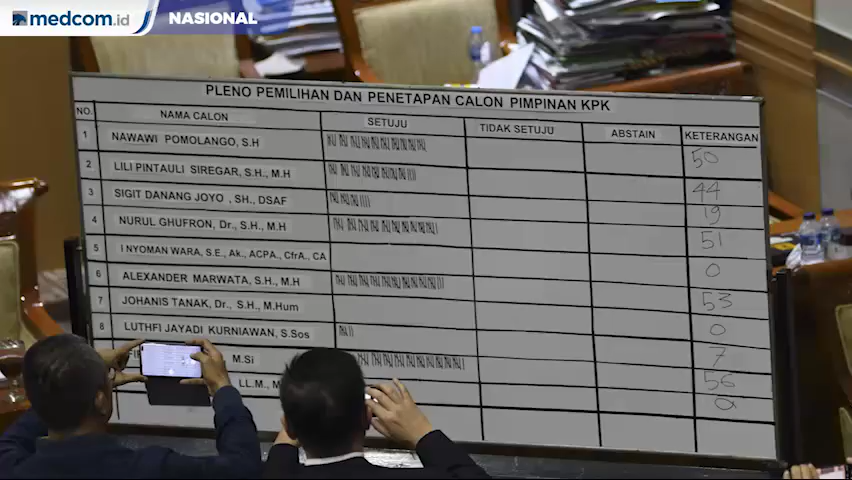 medcom.id NASIONAL
PLENO PEMILIHAN DAN PENETAPAN CALON PIMPINAN KPK
NO. NAMA CALON SETUJU TIDAK SETUJU ABSTAIN KETERANGAN
1 NAWAWI POMOLANGO, S.H 50
2 LILI PINTAULI SIREGAR, S.H., M.H 44
3 SIGIT DANANG JOYO , SH., DSAF 19
4 NURUL GHUFRON, Dr., S.H., M.H 51
5 I NYOMAN WARA, S.E., Ak., ACPA., CfrA., CA 0
6 ALEXANDER MARWATA, S.H., M.H 53
7 JOHANIS TANAK, Dr., S.H., M.Hum 0
8 LUTHFI JAYADI KURNIAWAN, S.Sos 7
M.Si 56
LL.M., 0